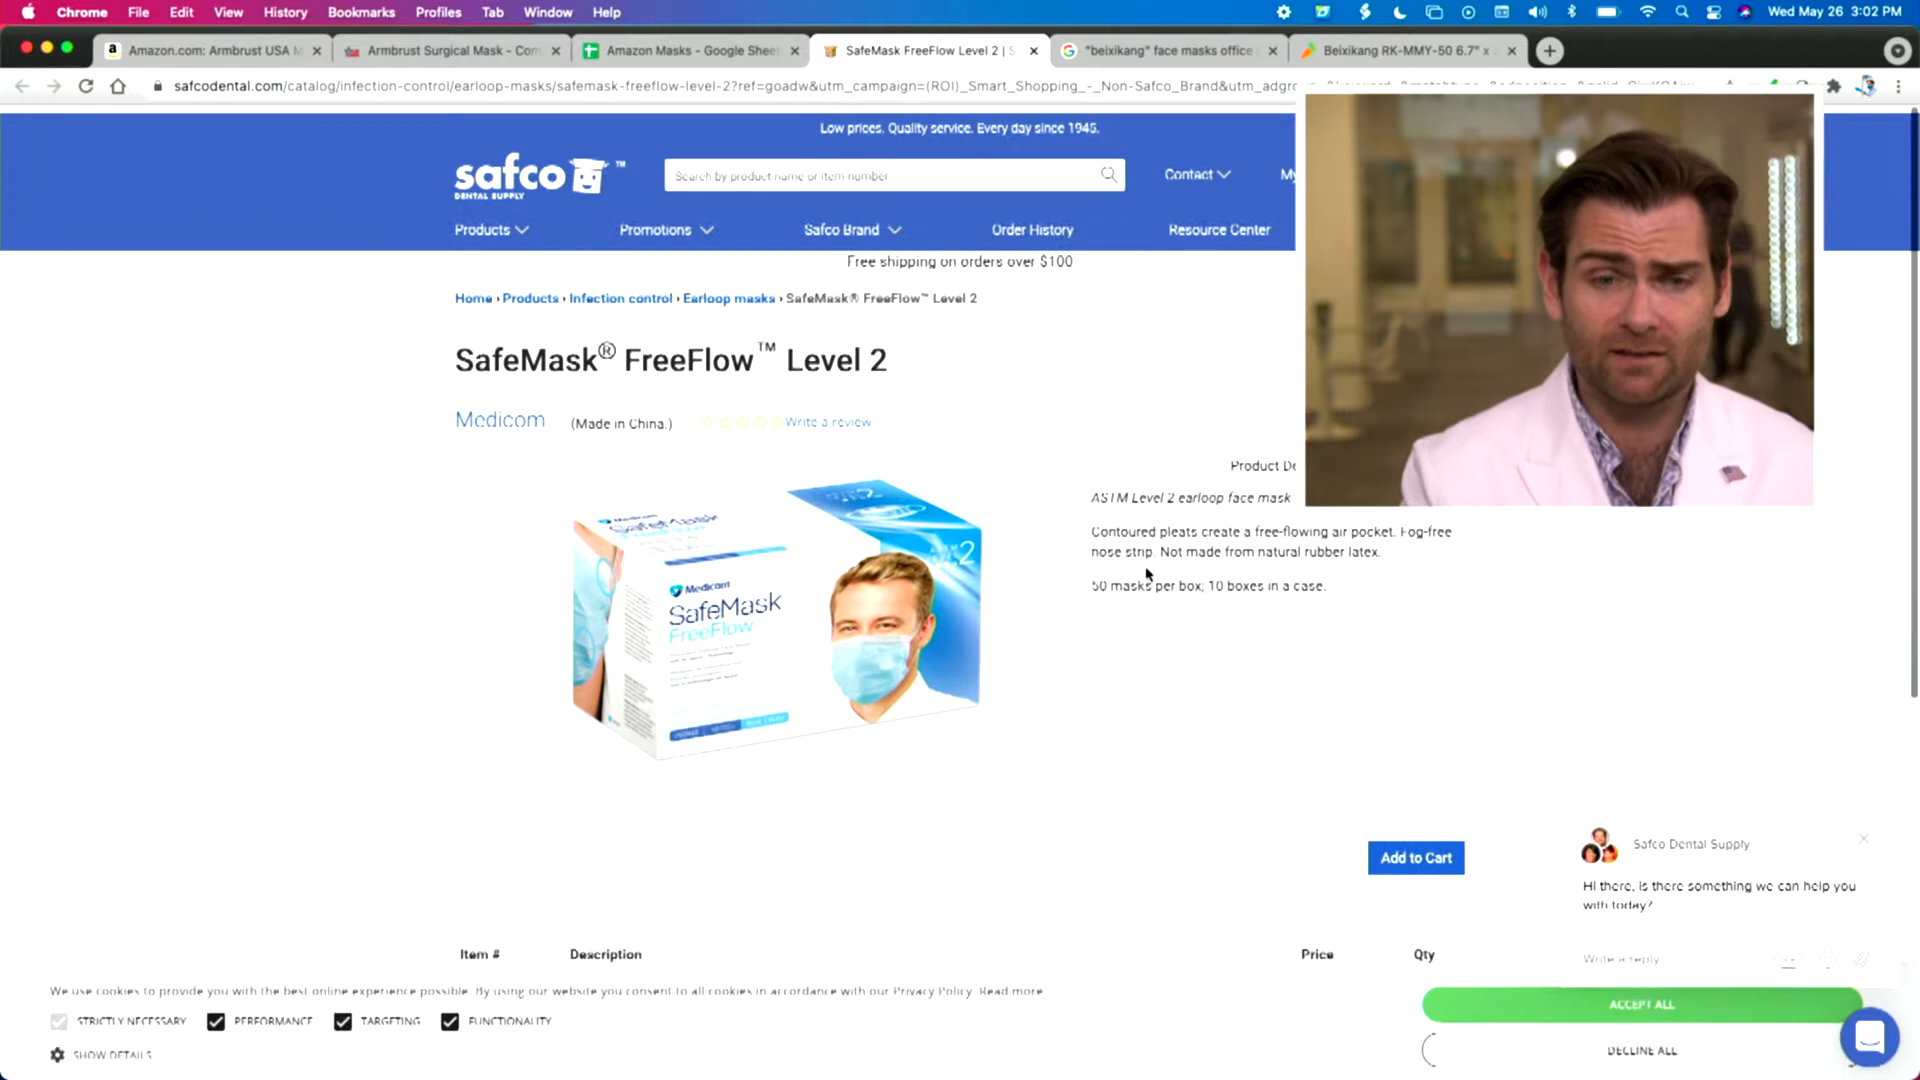 Chrome File Edit View History Bookmarks Profiles Tab Window Help Wed May 26 3:02 PM
Amazon.com: Armbrust USA M Armbrust Surgical Mask - Com Amazon Masks - Google Shee SafeMask FreeFlow Level 2 | S "beixikang" face masks office Beixikang RK-MMY-50 6.7" x
safcodental.com/catalog/infection-control/earloop-masks/safemask-freeflow-level-2?ref=goadw&utm_campaign=(ROI)_Smart_Shopping_-_Non-Safco_Brand&utm_adgro
Low prices. Quality service. Every day since 1945.
safco ™
DENTAL SUPPLY
Search by product name or item number
Contact
My
Products Promotions Safco Brand Order History Resource Center
Free shipping on orders over $100
Home › Products › Infection control › Earloop masks › SafeMask® FreeFlow™ Level 2
SafeMask® FreeFlow™ Level 2
Medicom (Made in China.) Write a review
Product De
ASTM Level 2 earloop face mask
Contoured pleats create a free-flowing air pocket. Fog-free
nose strip. Not made from natural rubber latex.
50 masks per box; 10 boxes in a case.
Medicom
SafeMask
FreeFlow
2
Add to Cart
Safco Dental Supply
Hi there, is there something we can help you
with today?
Write a reply
Item # Description Price Qty
We use cookies to provide you with the best online experience possible. By using our website you consent to all cookies in accordance with our Privacy Policy. Read more
STRICTLY NECESSARY PERFORMANCE TARGETING FUNCTIONALITY
SHOW DETAILS
ACCEPT ALL
DECLINE ALL